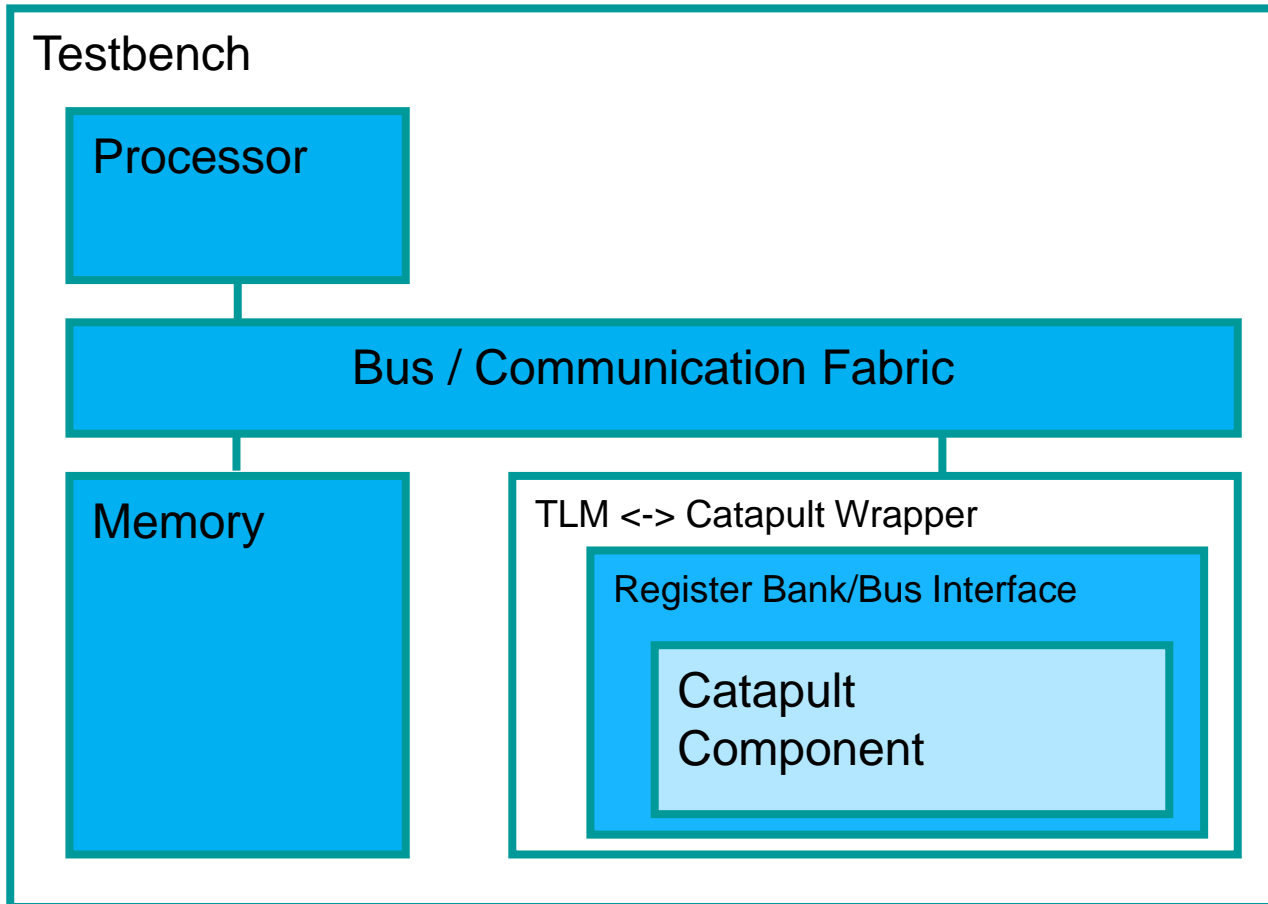 Testbench
Processor
Bus / Communication Fabric
Memory
TLM <-> Catapult Wrapper
Register Bank/Bus Interface
Catapult
Component